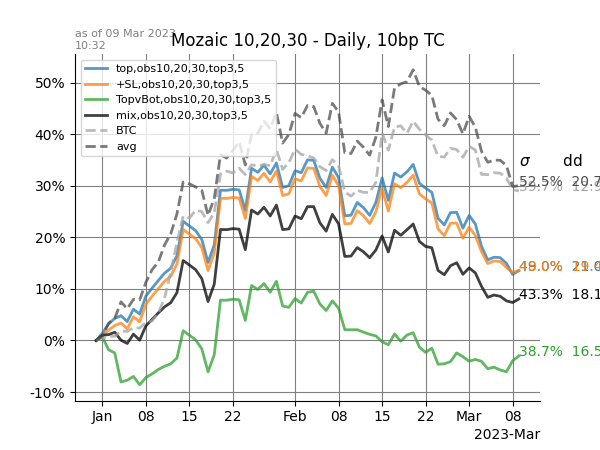 as of 09 Mar 2023
10:32
Mozaic 10,20,30 - Daily, 10bp TC
top,obs10,20,30,top3,5
+SL,obs10,20,30,top3,5
TopvBot,obs10,20,30,top3,5
mix,obs10,20,30,top3,5
BTC
avg
50%
40%
30%
20%
10%
0%
-10%
σ dd
52.5% 20.7
43.3% 18.1
38.7% 16.5
Jan 08 15 22 Feb 08 15 22 Mar 08
2023-Mar